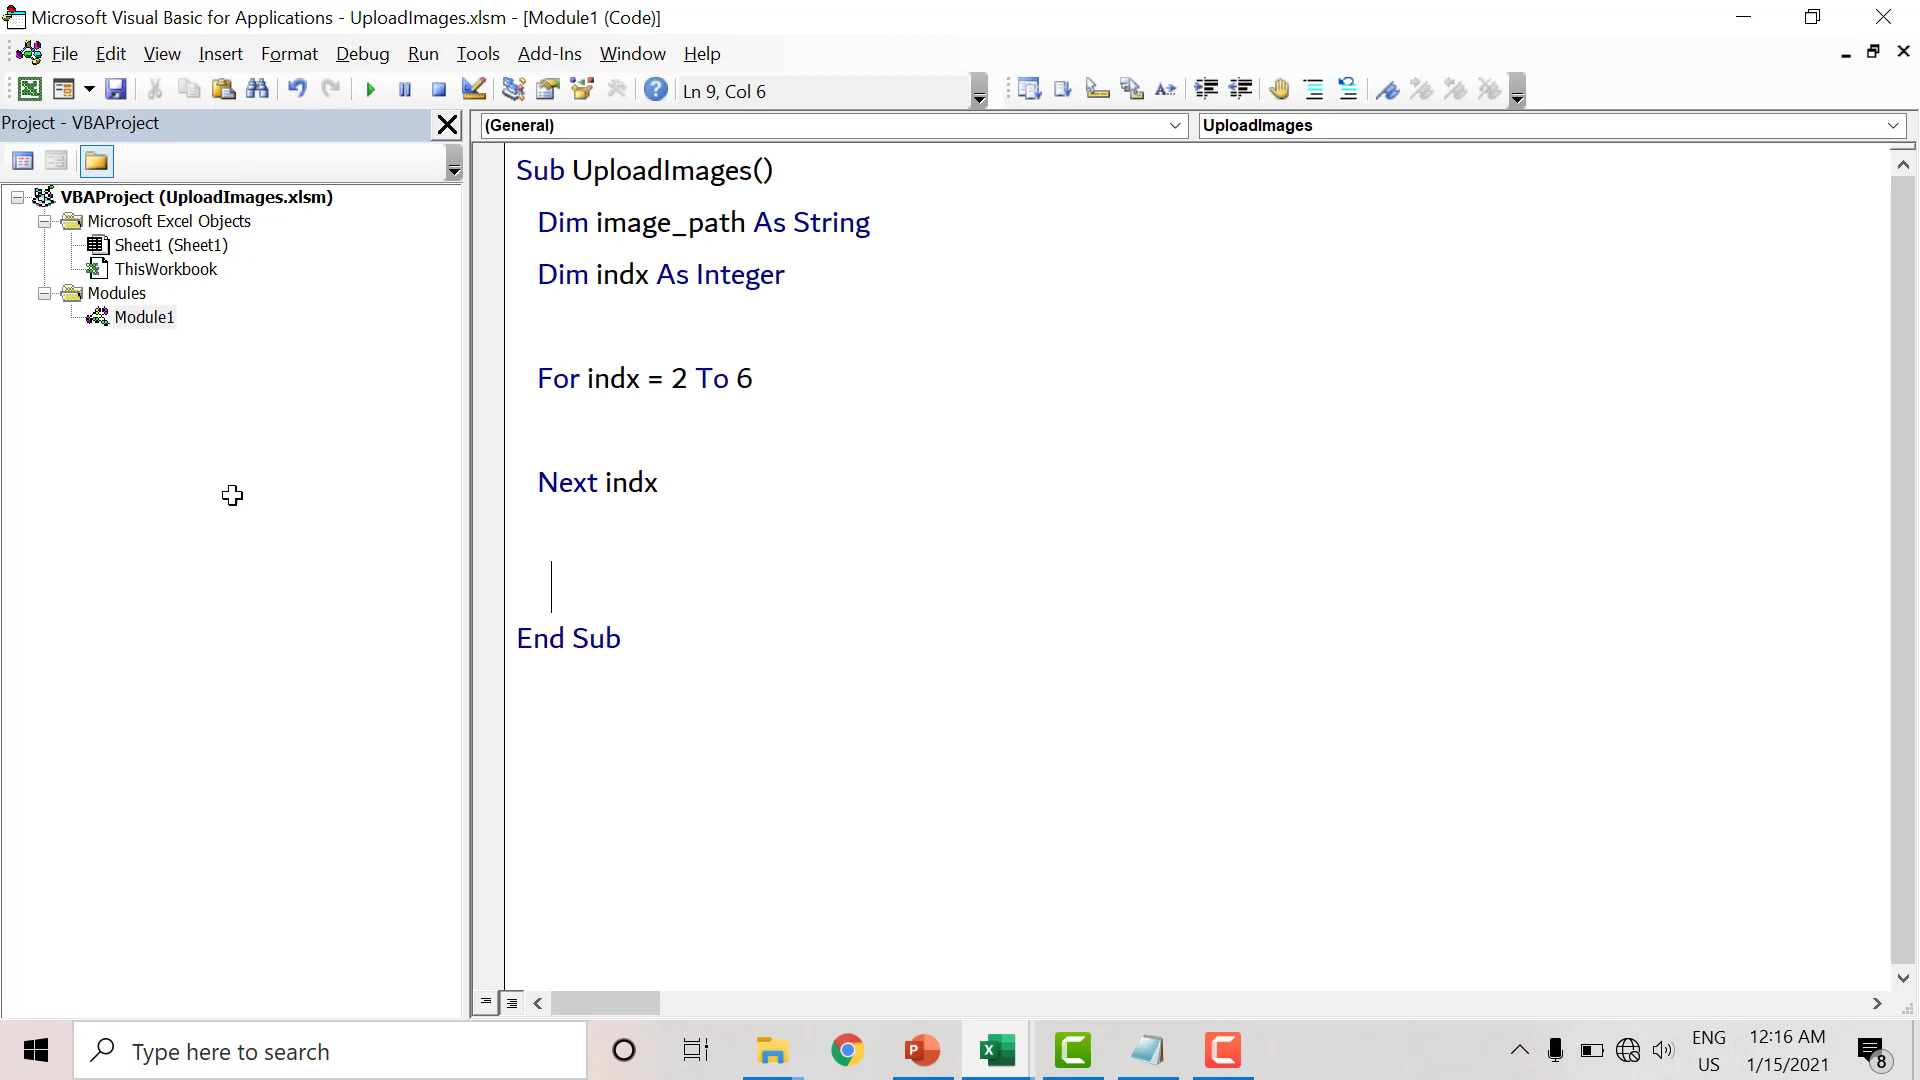 Microsoft Visual Basic for Applications - UploadImages.xlsm - [Module1 (Code)]
File Edit View Insert Format Debug Run Tools Add-Ins Window Help
Ln 9, Col 6
Project - VBAProject
(General)
UploadImages
VBAProject (UploadImages.xlsm)
Microsoft Excel Objects
Sheet1 (Sheet1)
ThisWorkbook
Modules
Module1
Sub UploadImages()
Dim image_path As String
Dim indx As Integer
For indx = 2 To 6
Next indx
End Sub
Type here to search
ENG
US
12:16 AM
1/15/2021
8